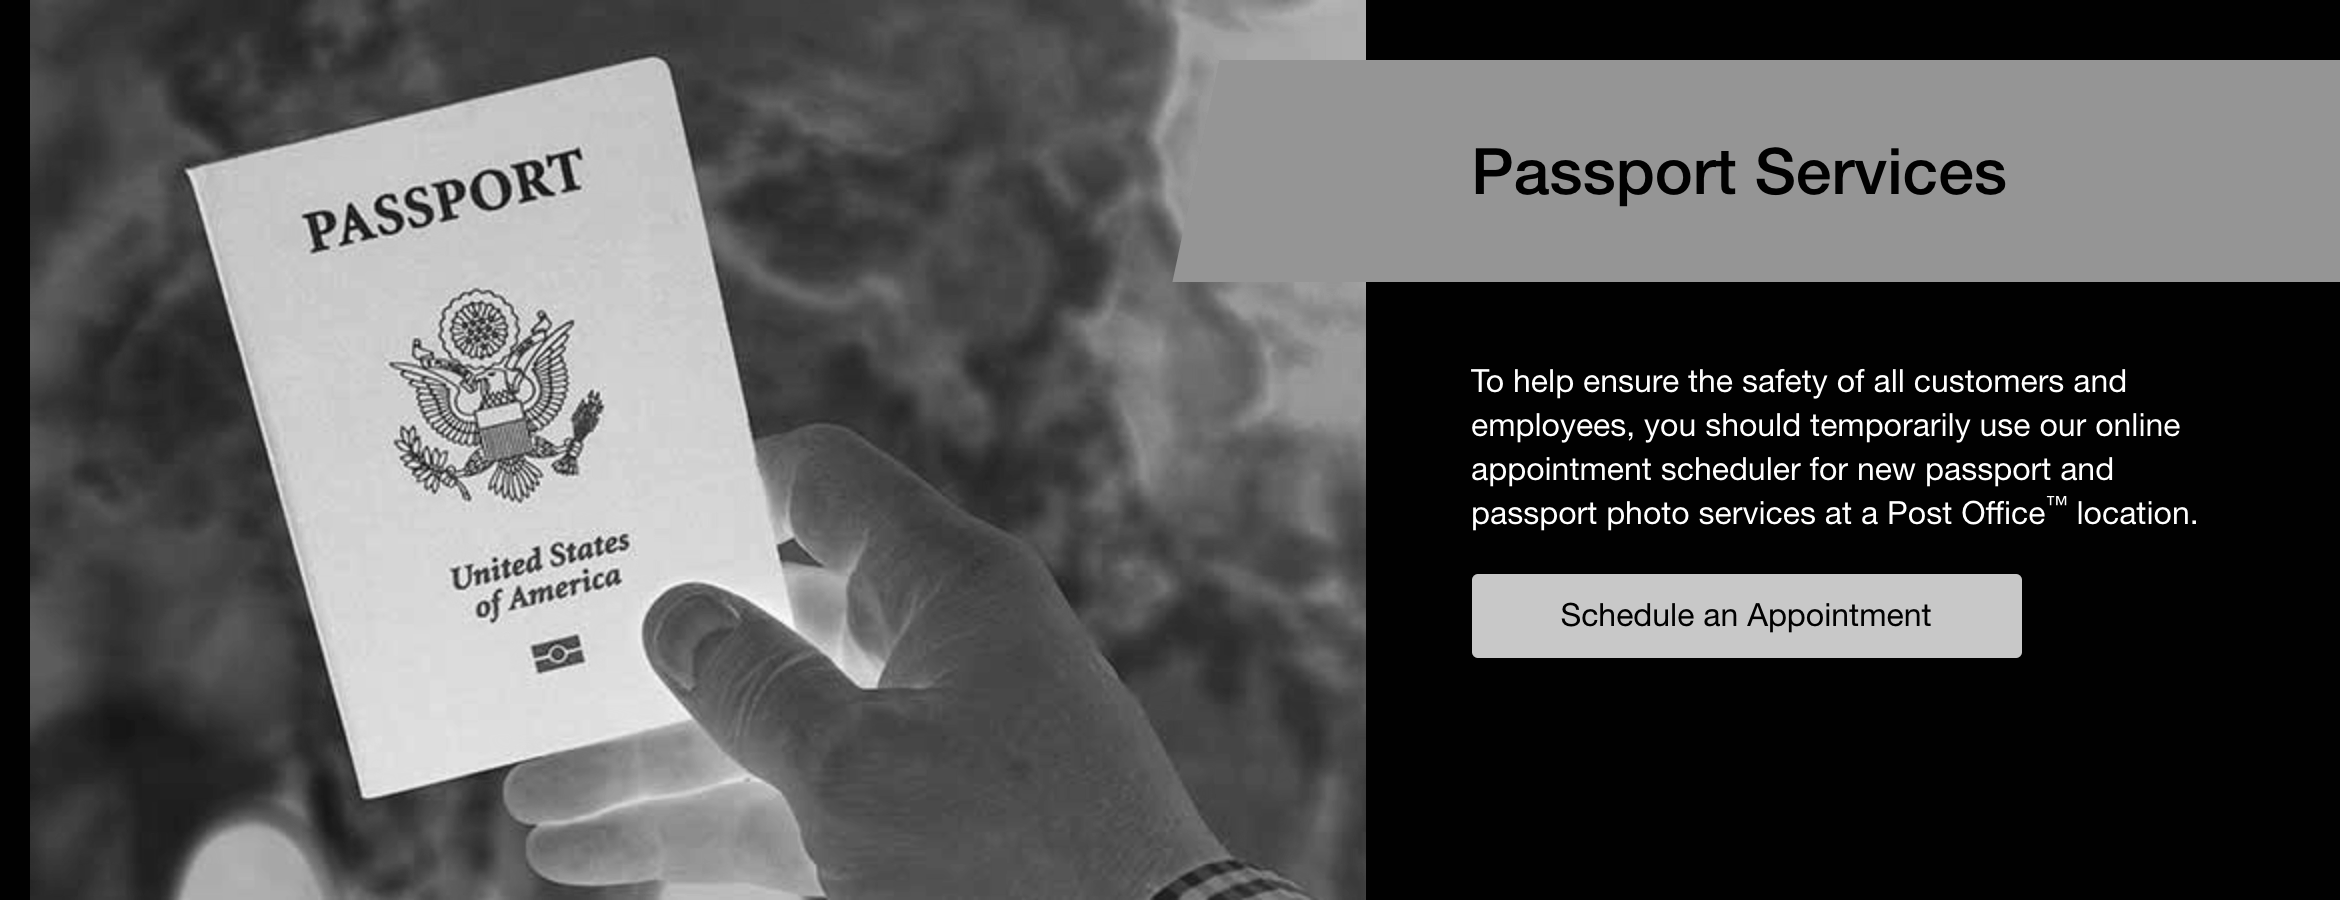 PASSPORT
United States
of America
Passport Services
To help ensure the safety of all customers and
employees, you should temporarily use our online
appointment scheduler for new passport and
passport photo services at a Post Office™ location.
Schedule an Appointment